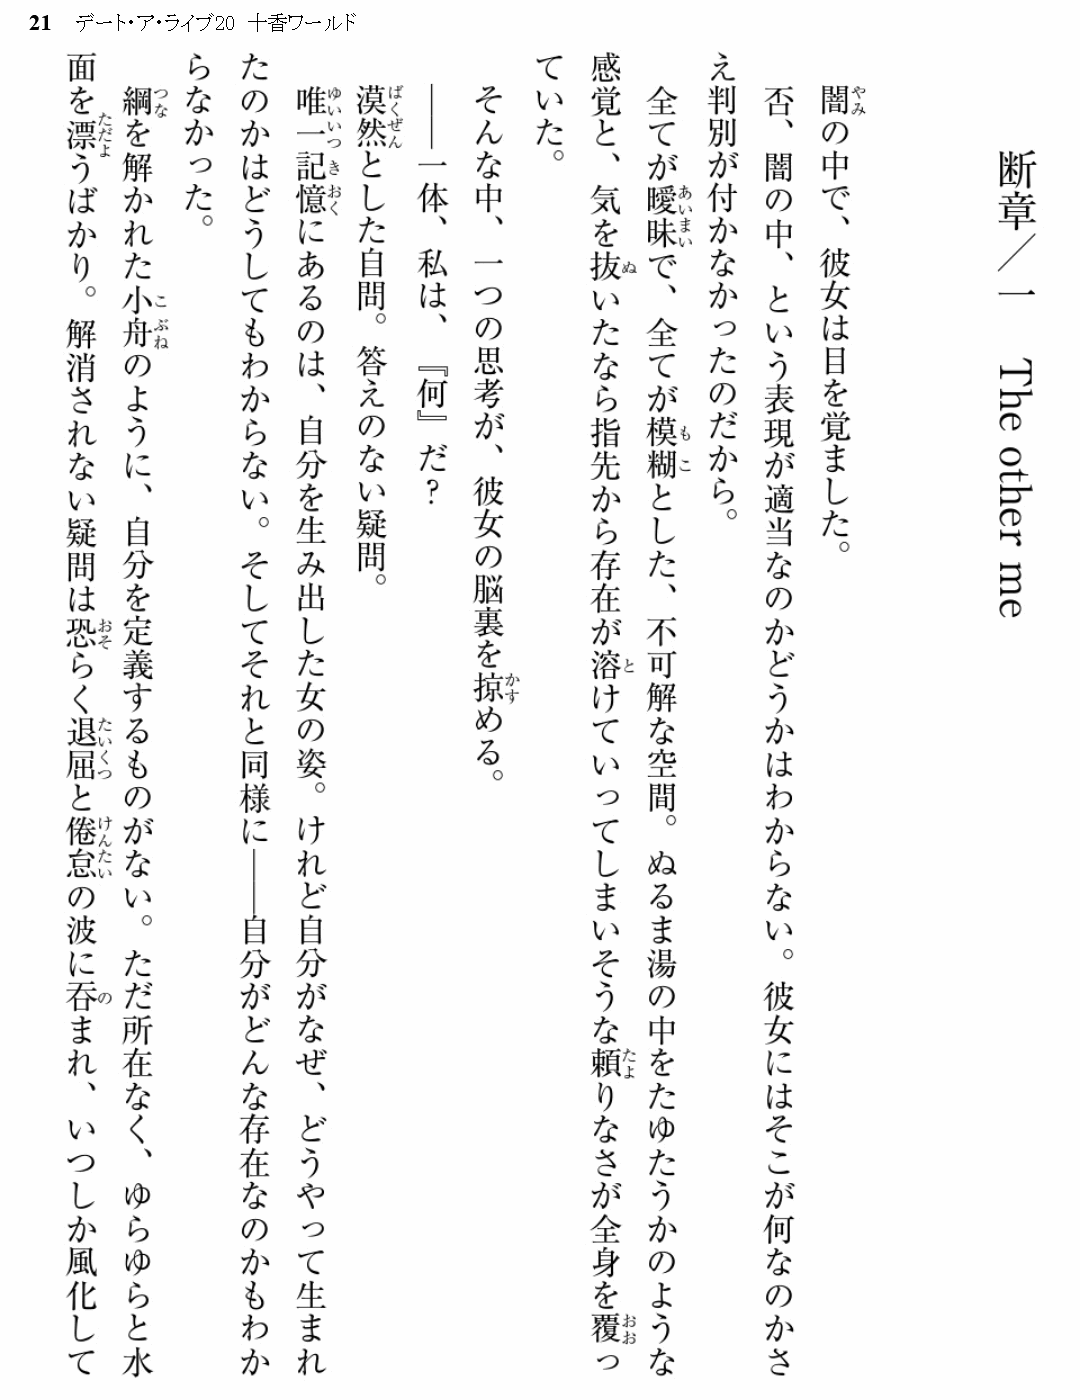 21 デート・ア・ライブ20 十香ワールド
断章／一 The other me
闇の中で、彼女は目を覚ました。
否、闇の中、という表現が適当なのかどうかはわからない。彼女にはそこが何なのかさ
え判別が付かなかったのだから。
全てが曖昧で、全てが模糊とした、不可解な空間。ぬるま湯の中をたゆたうかのような
感覚と、気を抜いたなら指先から存在が溶けていってしまいそうな頼りなさが全身を覆っ
ていた。
そんな中、一つの思考が、彼女の脳裏を掠める。
――一体、私は、『何』だ？
漠然とした自問。答えのない疑問。
唯一記憶にあるのは、自分を生み出した女の姿。けれど自分がなぜ、どうやって生まれ
たのかはどうしてもわからない。そしてそれと同様に――自分がどんな存在なのかもわか
らなかった。
綱を解かれた小舟のように、自分を定義するものがない。ただ所在なく、ゆらゆらと水
面を漂うばかり。解消されない疑問は恐らく退屈と倦怠の波に呑まれ、いつしか風化して